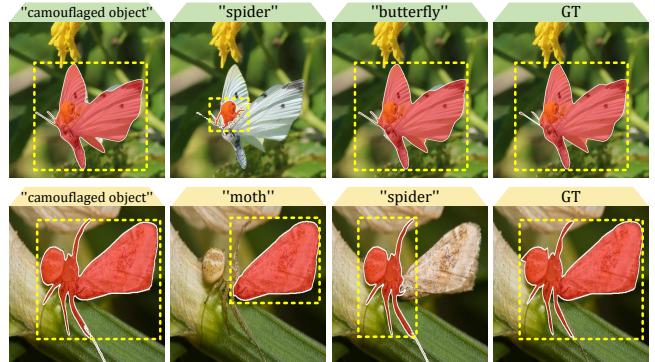 "camouflaged object"
"spider"
"butterfly"
GT
"camouflaged object"
"moth"
"spider"
GT